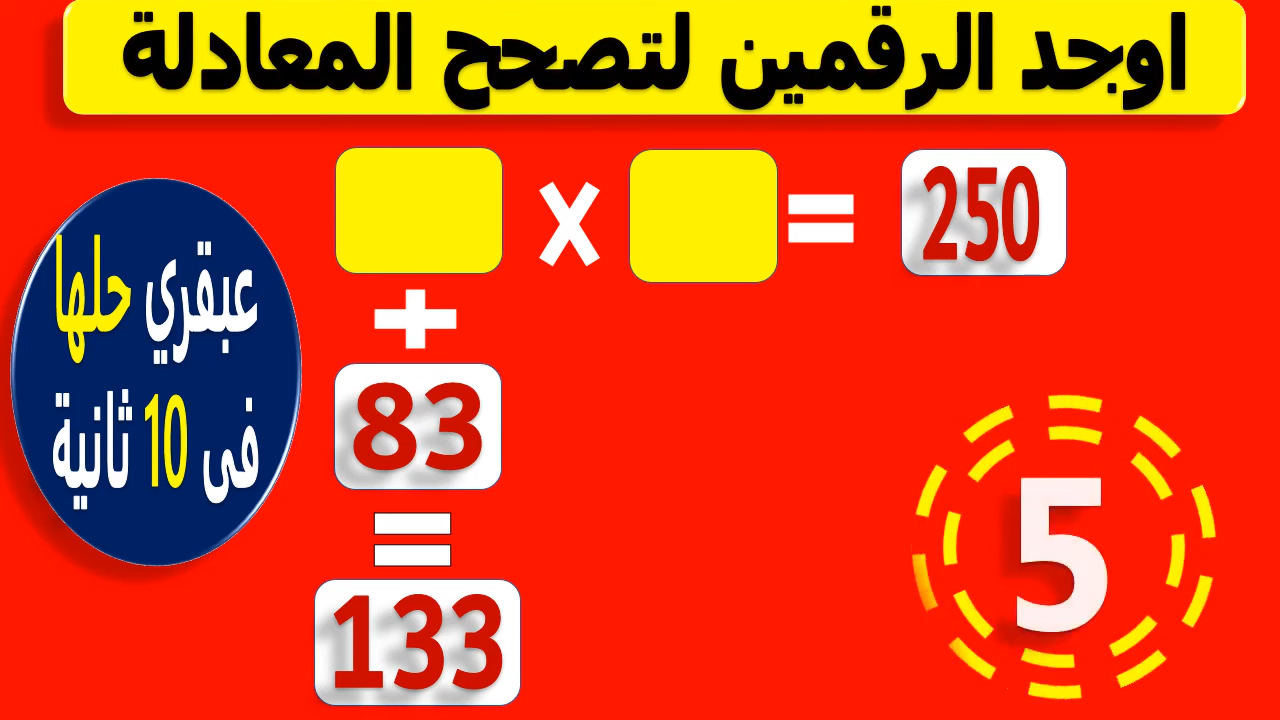 اوجد الرقمين لتصحح المعادلة
x = 250
+
83
=
133
عبقري حلها
فى 10 ثانية
5